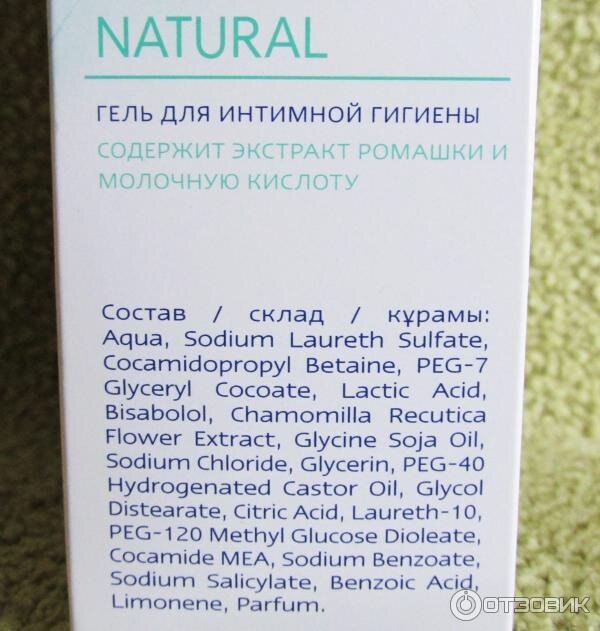 NATURAL
ГЕЛЬ ДЛЯ ИНТИМНОЙ ГИГИЕНЫ
СОДЕРЖИТ ЭКСТРАКТ РОМАШКИ И
МОЛОЧНУЮ КИСЛОТУ
Состав / склад / құрамы:
Aqua, Sodium Laureth Sulfate,
Cocamidopropyl Betaine, PEG-7
Glyceryl Cocoate, Lactic Acid,
Bisabolol, Chamomilla Recutica
Flower Extract, Glycine Soja Oil,
Sodium Chloride, Glycerin, PEG-40
Hydrogenated Castor Oil, Glycol
Distearate, Citric Acid, Laureth-10,
PEG-120 Methyl Glucose Dioleate,
Cocamide MEA, Sodium Benzoate,
Sodium Salicylate, Benzoic Acid,
Limonene, Parfum.
ОТЗОВИК